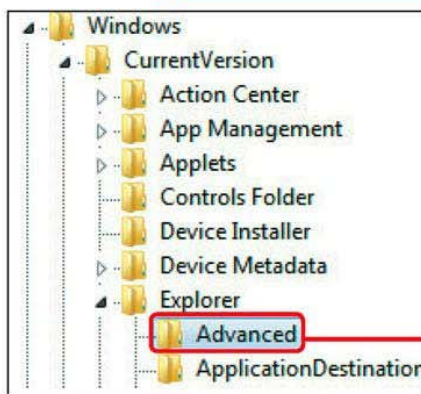 Windows
CurrentVersion
Action Center
App Management
Applets
Controls Folder
Device Installer
Device Metadata
Explorer
Advanced
ApplicationDestination